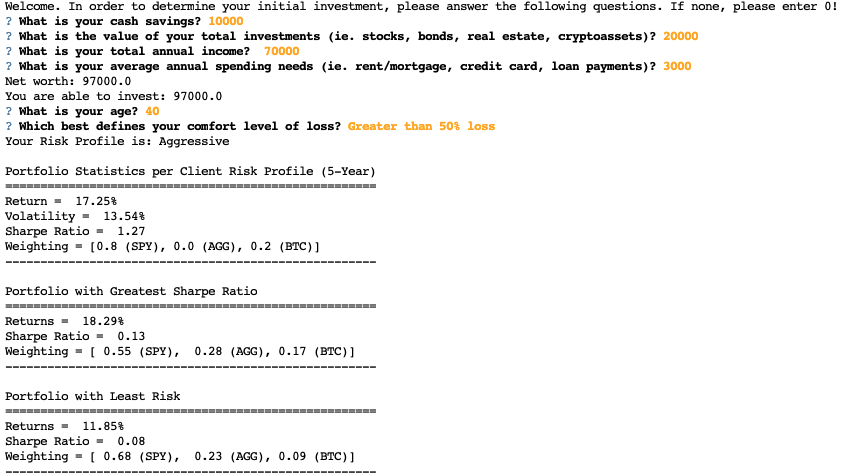 Welcome. In order to determine your initial investment, please answer the following questions. If none, please enter 0!
? What is your cash savings? 10000
? What is the value of your total investments (ie. stocks, bonds, real estate, cryptoassets)? 20000
? What is your total annual income?  70000
? What is your average annual spending needs (ie. rent/mortgage, credit card, loan payments)? 3000
Net worth: 97000.0
You are able to invest: 97000.0
? What is your age? 40
? Which best defines your comfort level of loss? Greater than 50% loss
Your Risk Profile is: Aggressive
Portfolio Statistics per Client Risk Profile (5-Year)
=====================================================
Return =  17.25%
Volatility =  13.54%
Sharpe Ratio =  1.27
Weighting = [0.8 (SPY), 0.0 (AGG), 0.2 (BTC)]
-----------------------------------------------------
Portfolio with Greatest Sharpe Ratio
=====================================================
Returns =  18.29%
Sharpe Ratio =  0.13
Weighting = [ 0.55 (SPY),  0.28 (AGG), 0.17 (BTC)]
-----------------------------------------------------
Portfolio with Least Risk
=====================================================
Returns =  11.85%
Sharpe Ratio =  0.08
Weighting = [ 0.68 (SPY),  0.23 (AGG), 0.09 (BTC)]
-----------------------------------------------------